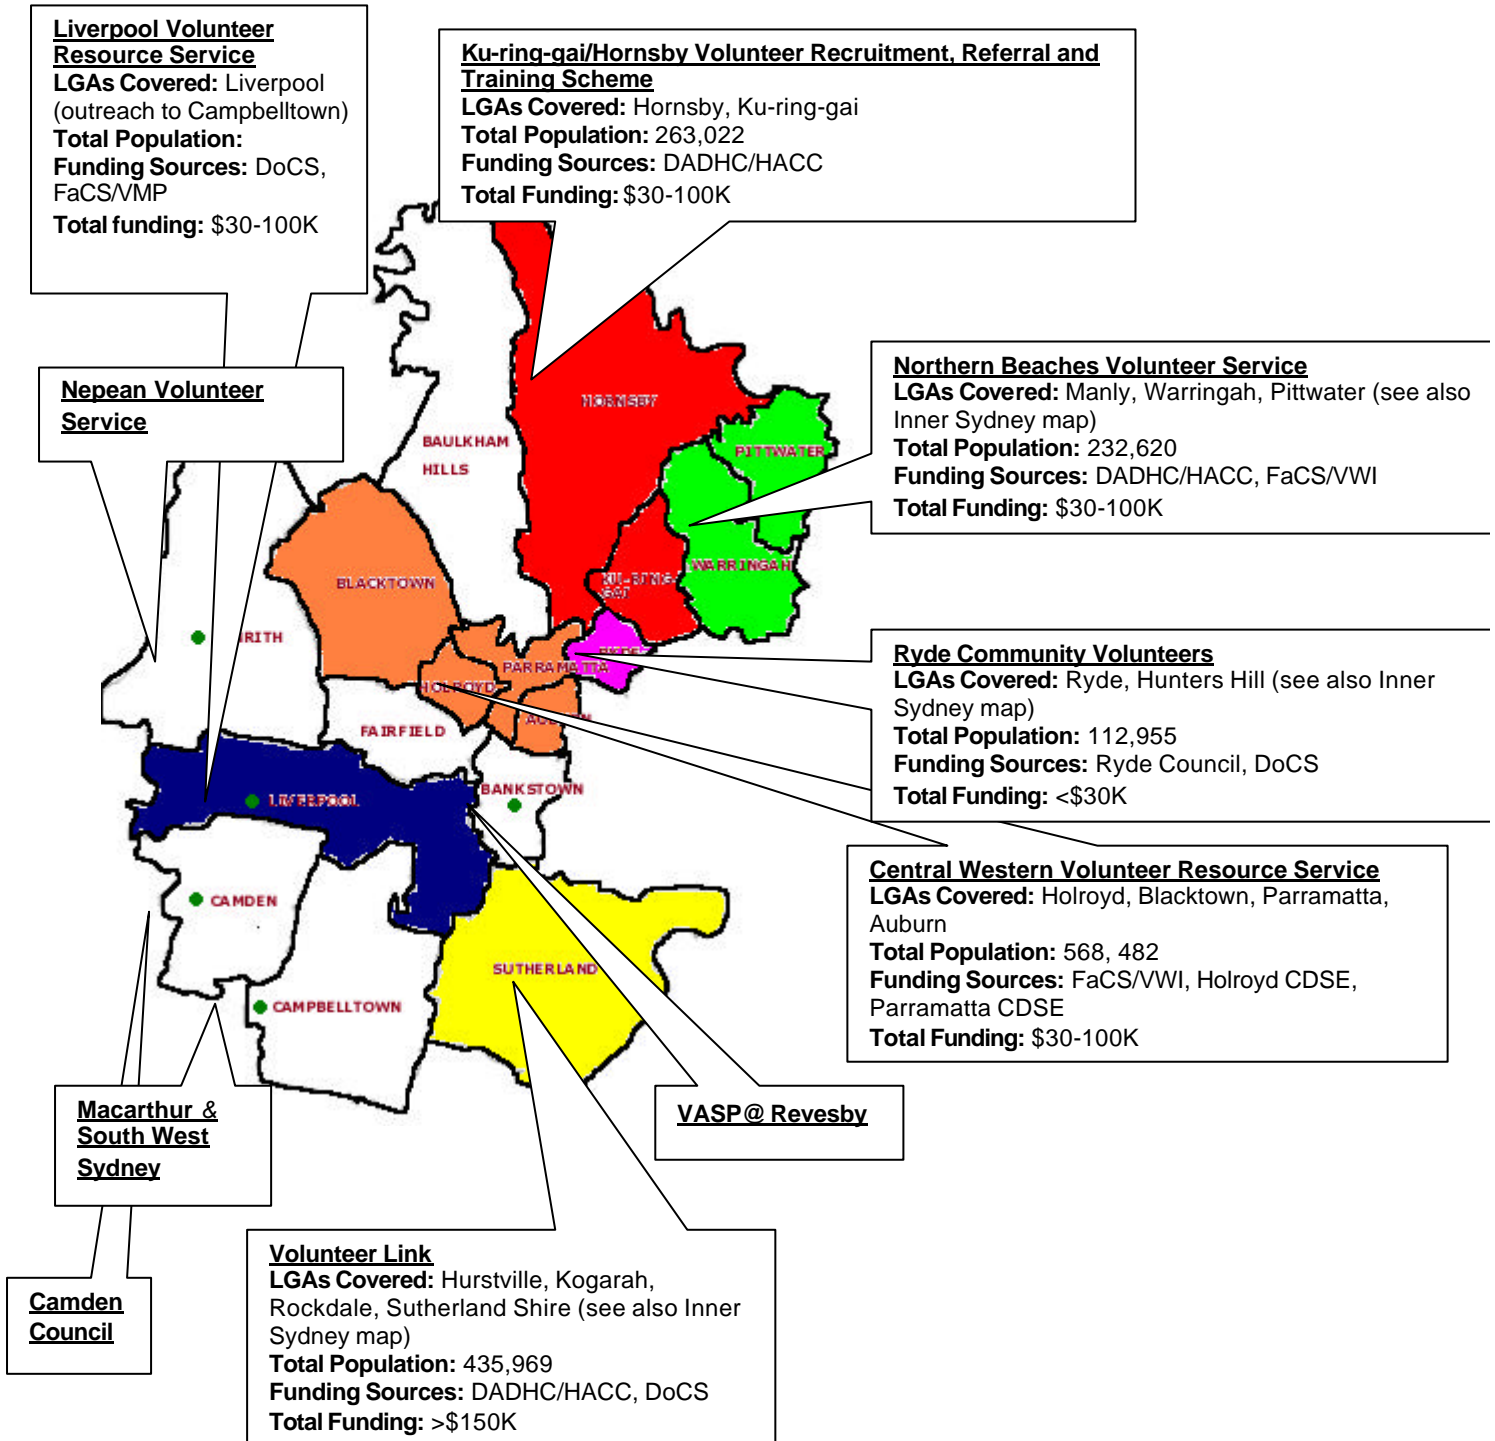 Liverpool Volunteer
Resource Service
LGAs Covered: Liverpool
(outreach to Campbelltown)
Total Population:
Funding Sources: DoCS,
FaCS/VMP
Total funding: $30-100K
Ku-ring-gai/Hornsby Volunteer Recruitment, Referral and
Training Scheme
LGAs Covered: Hornsby, Ku-ring-gai
Total Population: 263,022
Funding Sources: DADHC/HACC
Total Funding: $30-100K
Nepean Volunteer
Service
Northern Beaches Volunteer Service
LGAs Covered: Manly, Warringah, Pittwater (see also
Inner Sydney map)
Total Population: 232,620
Funding Sources: DADHC/HACC, FaCS/VWI
Total Funding: $30-100K
HORNSBY
BAULKHAM
HILLS
PITTWATER
BLACKTOWN
KU-RING-
GAI
WARRINGAH
RITH
PARRAMATTA
HOLROYD
FAIRFIELD
BANKSTOWN
LIVERPOOL
CAMDEN
CAMPBELLTOWN
SUTHERLAND
Ryde Community Volunteers
LGAs Covered: Ryde, Hunters Hill (see also Inner
Sydney map)
Total Population: 112,955
Funding Sources: Ryde Council, DoCS
Total Funding: <$30K
Central Western Volunteer Resource Service
LGAs Covered: Holroyd, Blacktown, Parramatta,
Auburn
Total Population: 568, 482
Funding Sources: FaCS/VWI, Holroyd CDSE,
Parramatta CDSE
Total Funding: $30-100K
Macarthur &
South West
Sydney
VASP@ Revesby
Camden
Council
Volunteer Link
LGAs Covered: Hurstville, Kogarah,
Rockdale, Sutherland Shire (see also Inner
Sydney map)
Total Population: 435,969
Funding Sources: DADHC/HACC, DoCS
Total Funding: >$150K